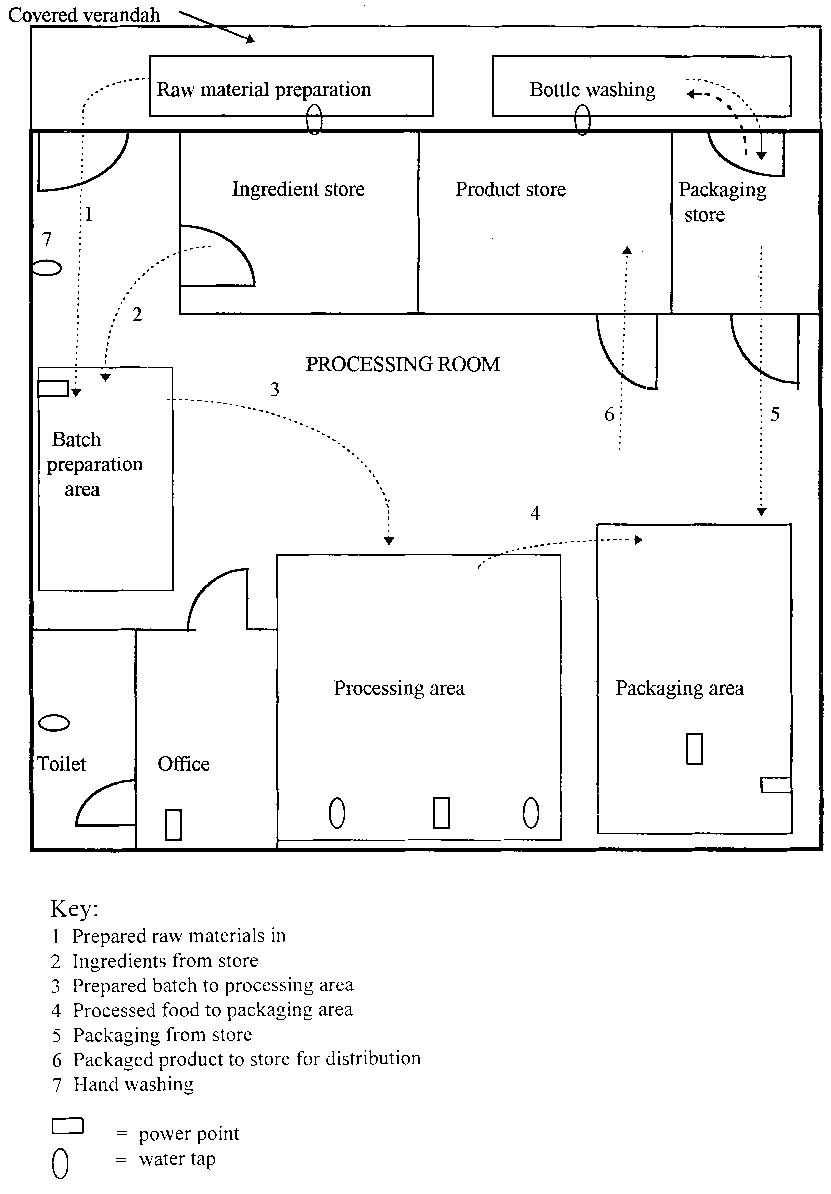 Covered verandah
Raw material preparation
Bottle washing
Ingredient store
Product store
Packaging
store
1
7
2
PROCESSING ROOM
3
6
5
Batch
preparation
area
4
Processing area
Packaging area
Toilet
Office
Key:
1 Prepared raw materials in
2 Ingredients from store
3 Prepared batch to processing area
4 Processed food to packaging area
5 Packaging from store
6 Packaged product to store for distribution
7 Hand washing
= power point
= water tap